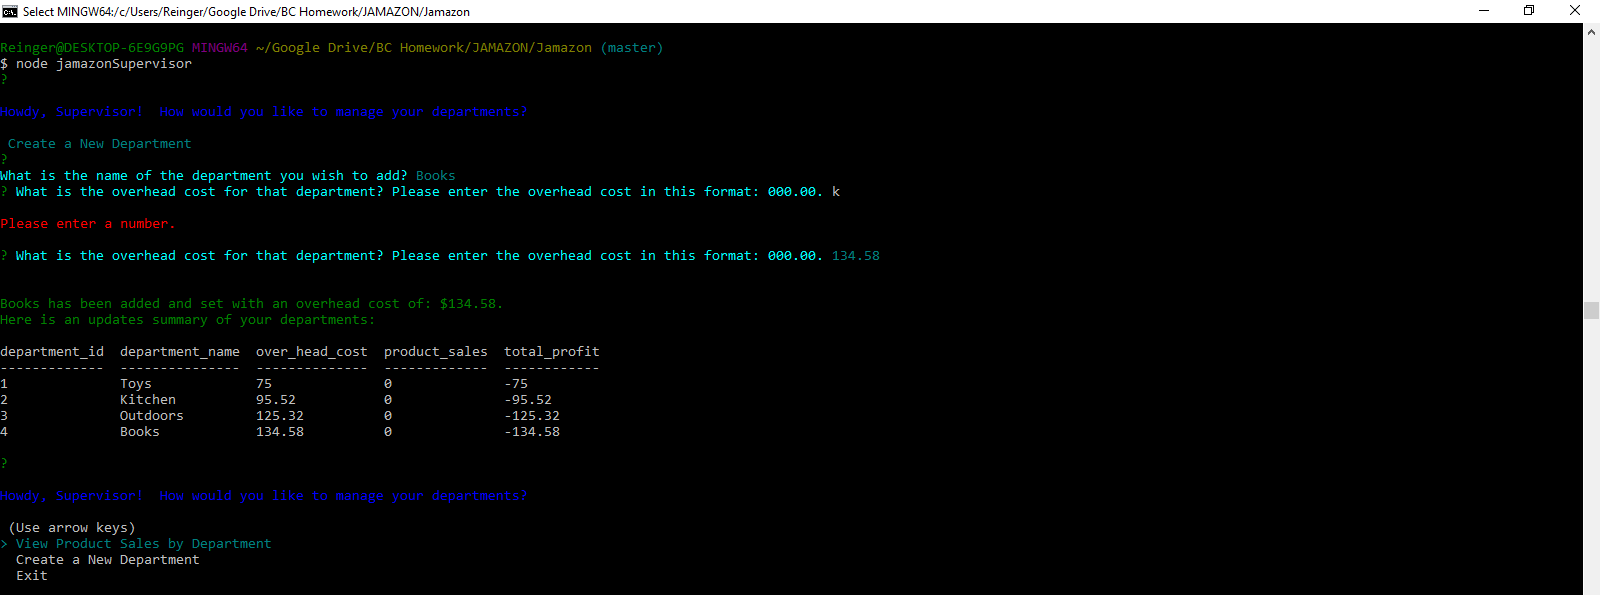 Select MINGW64:/c/Users/Reinger/Google Drive/BC Homework/JAMAZON/Jamazon
Reinger@DESKTOP-6E9G9PG MINGW64 ~/Google Drive/BC Homework/JAMAZON/Jamazon (master)
$ node jamazonSupervisor
?
Howdy, Supervisor!  How would you like to manage your departments?
Create a New Department
?
What is the name of the department you wish to add? Books
? What is the overhead cost for that department? Please enter the overhead cost in this format: 000.00. k
Please enter a number.
? What is the overhead cost for that department? Please enter the overhead cost in this format: 000.00. 134.58
Books has been added and set with an overhead cost of: $134.58.
Here is an updates summary of your departments:
department_id  department_name  over_head_cost  product_sales  total_profit
-------------  ---------------  --------------  -------------  ------------
1              Toys             75              0              -75
2              Kitchen          95.52           0              -95.52
3              Outdoors         125.32          0              -125.32
4              Books            134.58          0              -134.58
?
Howdy, Supervisor!  How would you like to manage your departments?
(Use arrow keys)
> View Product Sales by Department
Create a New Department
Exit